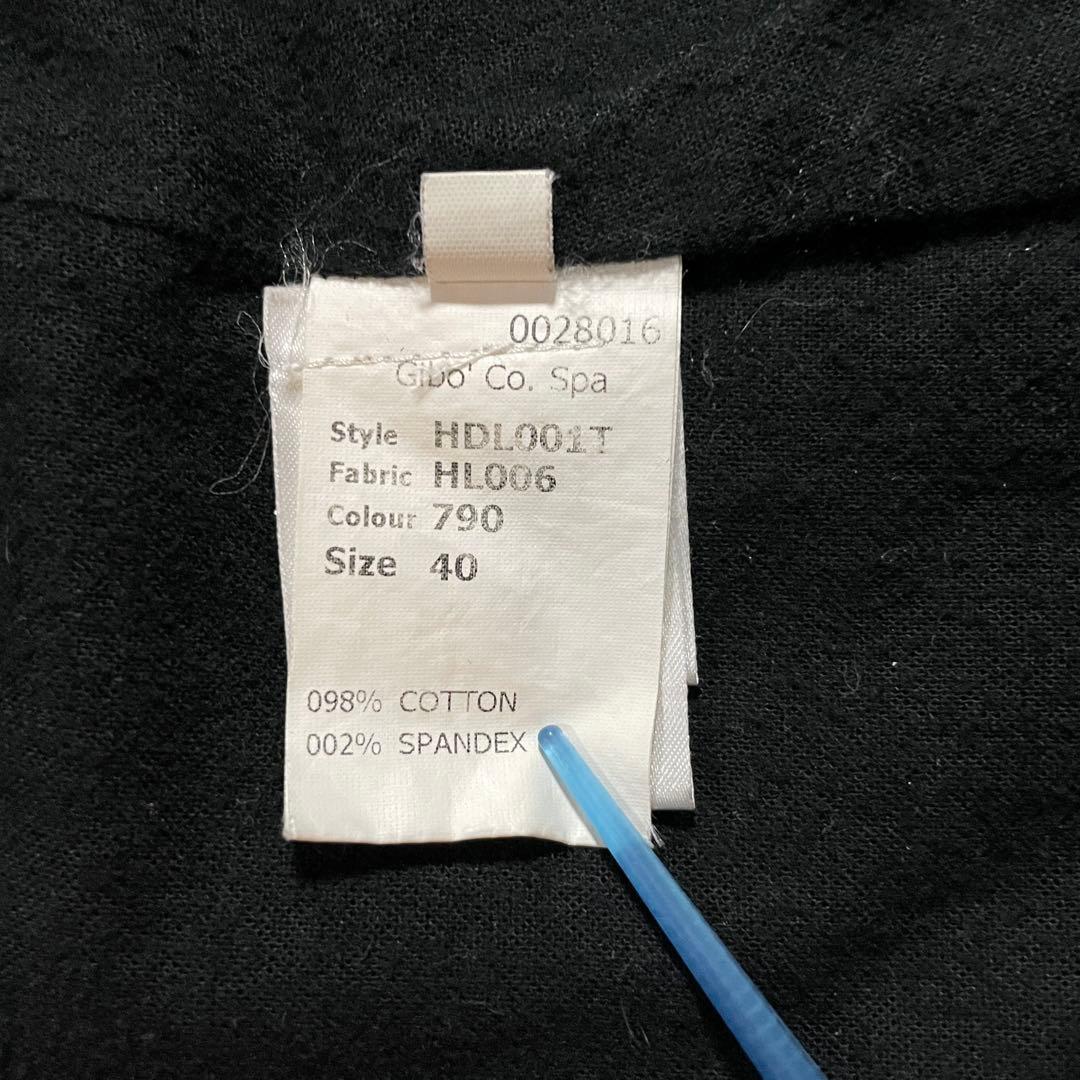 0028016
Gibo' Co. Spa
Style HDL001T
Fabric HL006
Colour 790
Size 40
098% COTTON
002% SPANDEX